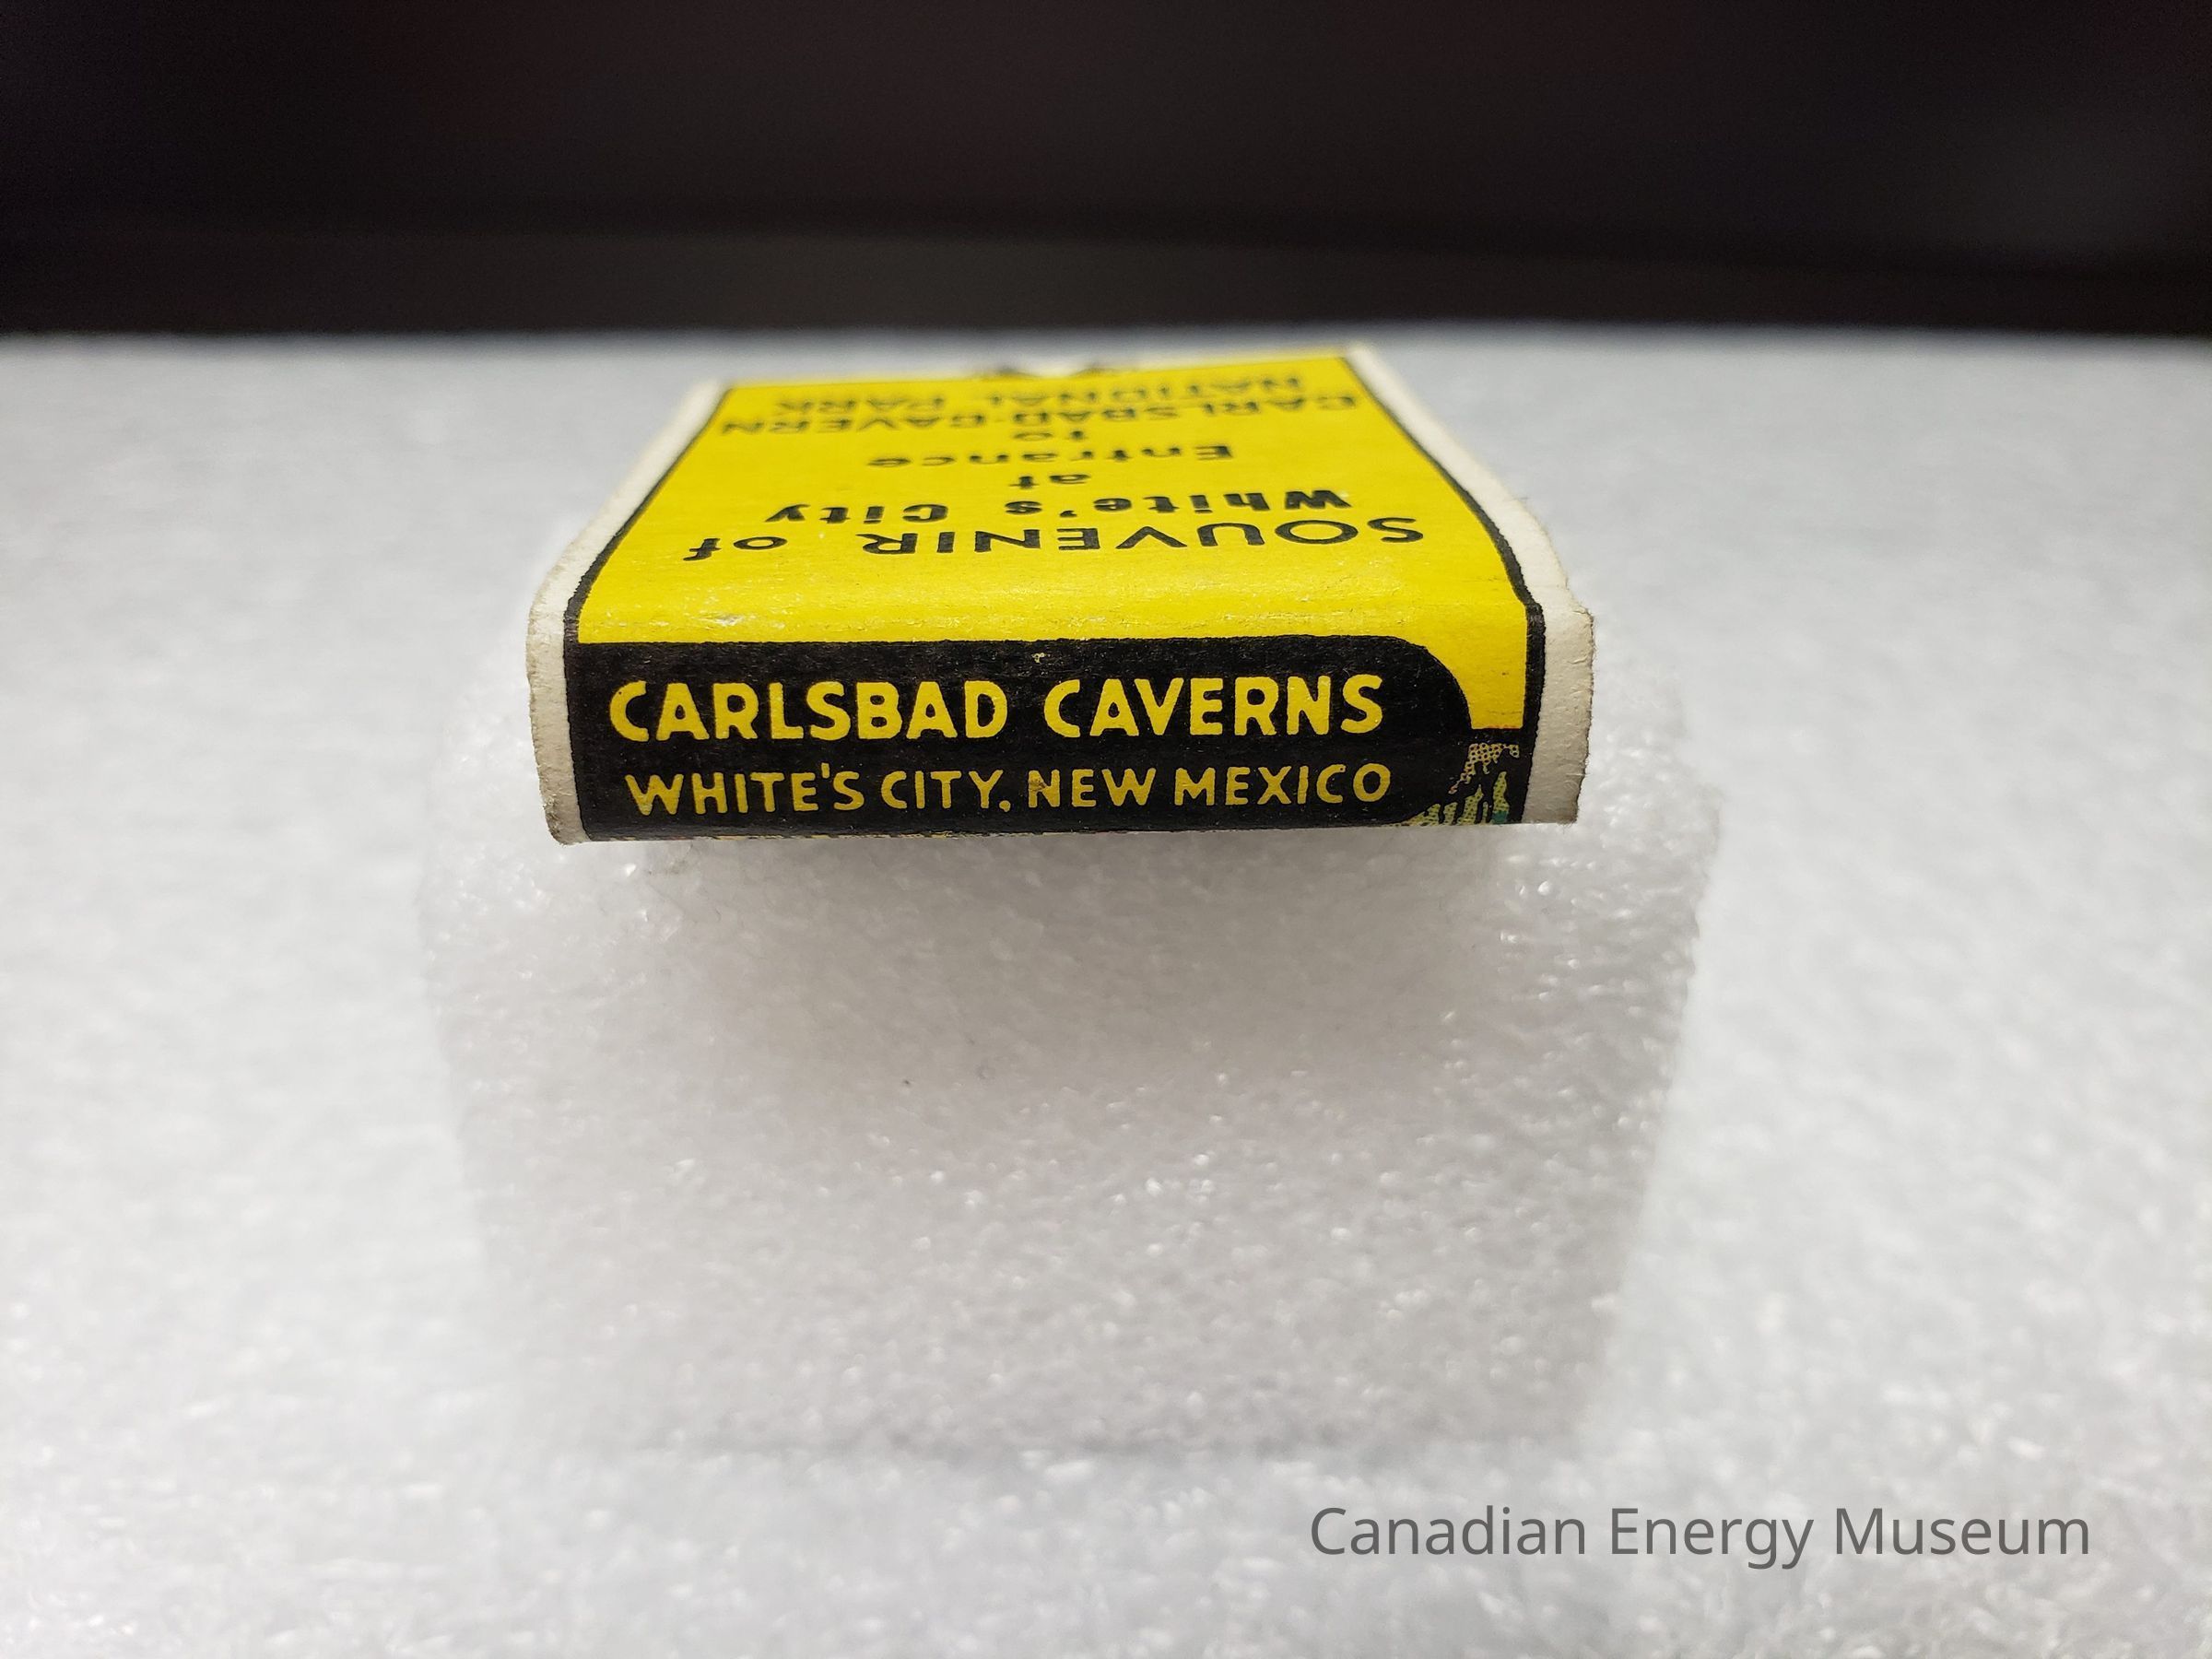 SOUVENIR of
White's City
at
Entrance
to
CARLSBAD CAVERN
NATIONAL PARK
CARLSBAD CAVERNS
WHITE'S CITY, NEW MEXICO
Canadian Energy Museum